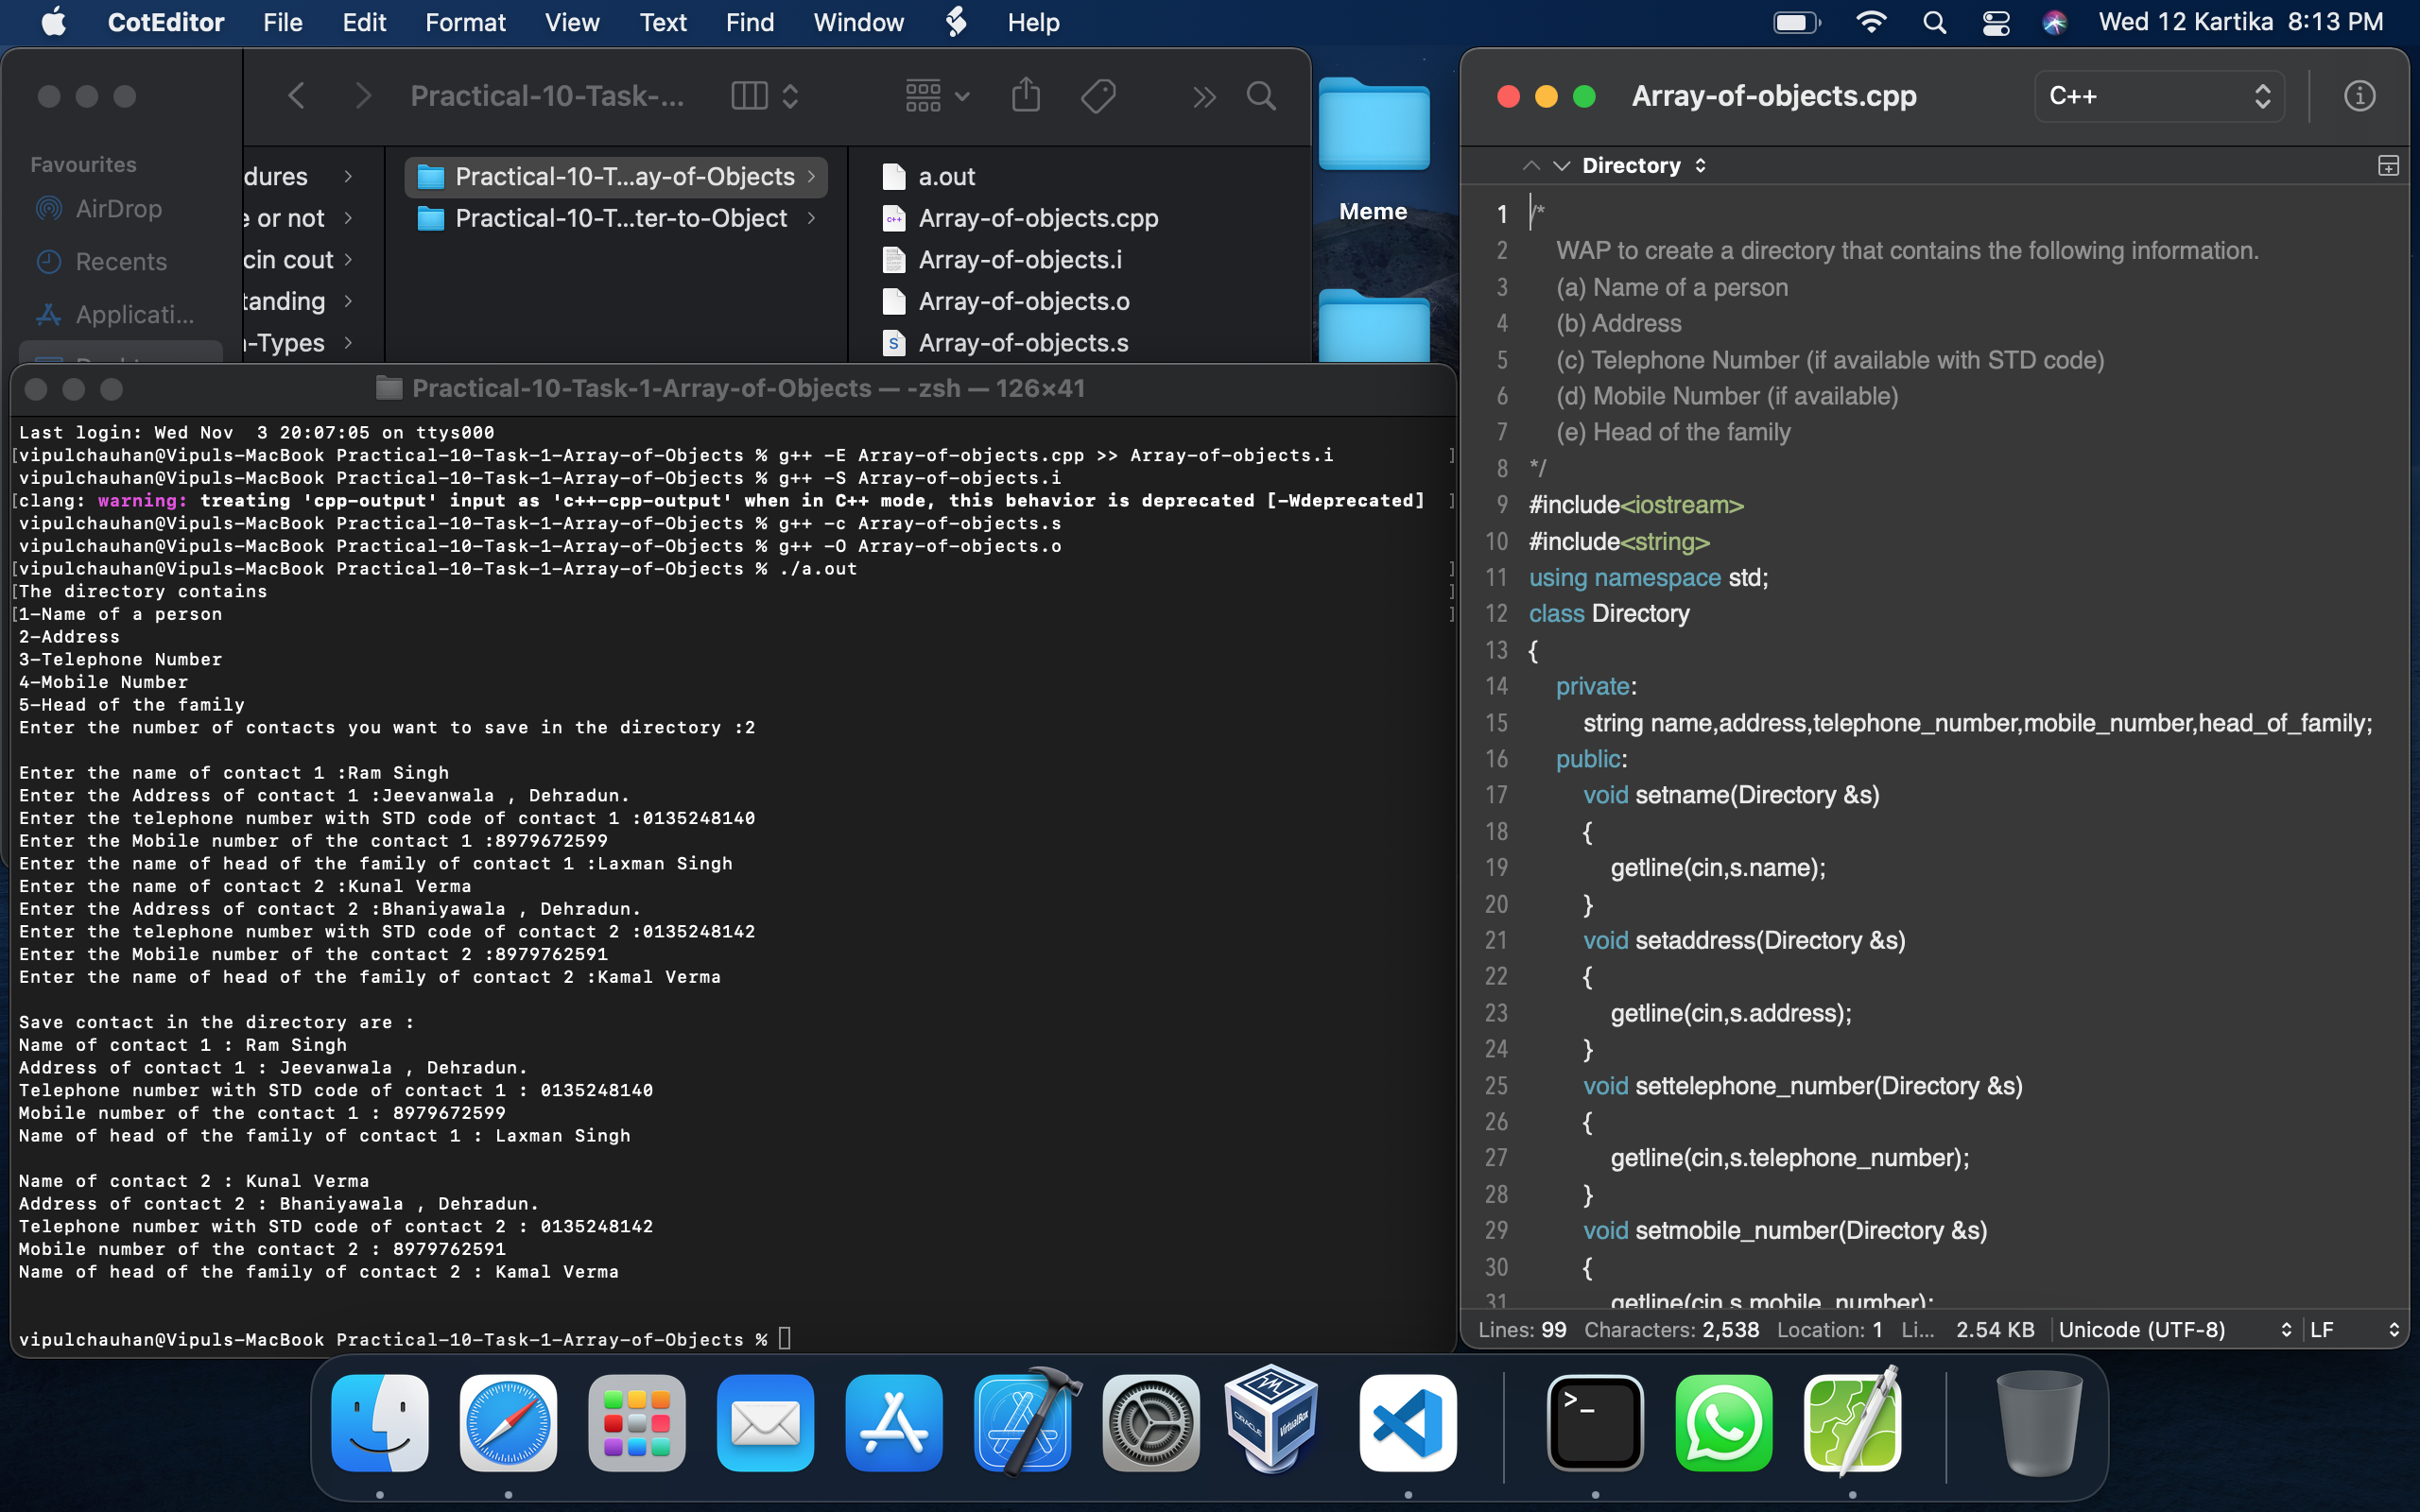 CotEditor File Edit Format View Text Find Window Help Wed 12 Kartika 8:13 PM
Practical-10-Task-...
Favourites
AirDrop
Recents
Applicati...
dures
e or not
cin cout
tanding
-Types
Practical-10-T...ay-of-Objects
Practical-10-T...ter-to-Object
a.out
Array-of-objects.cpp
Array-of-objects.i
Array-of-objects.o
Array-of-objects.s
Meme
Practical-10-Task-1-Array-of-Objects — -zsh — 126×41
Last login: Wed Nov  3 20:07:05 on ttys000
[vipulchauhan@Vipuls-MacBook Practical-10-Task-1-Array-of-Objects % g++ -E Array-of-objects.cpp >> Array-of-objects.i ]
vipulchauhan@Vipuls-MacBook Practical-10-Task-1-Array-of-Objects % g++ -S Array-of-objects.i
[clang: warning: treating 'cpp-output' input as 'c++-cpp-output' when in C++ mode, this behavior is deprecated [-Wdeprecated] ]
vipulchauhan@Vipuls-MacBook Practical-10-Task-1-Array-of-Objects % g++ -c Array-of-objects.s
vipulchauhan@Vipuls-MacBook Practical-10-Task-1-Array-of-Objects % g++ -O Array-of-objects.o
[vipulchauhan@Vipuls-MacBook Practical-10-Task-1-Array-of-Objects % ./a.out ]
[The directory contains ]
[1-Name of a person ]
2-Address
3-Telephone Number
4-Mobile Number
5-Head of the family
Enter the number of contacts you want to save in the directory :2
Enter the name of contact 1 :Ram Singh
Enter the Address of contact 1 :Jeevanwala , Dehradun.
Enter the telephone number with STD code of contact 1 :0135248140
Enter the Mobile number of the contact 1 :8979672599
Enter the name of head of the family of contact 1 :Laxman Singh
Enter the name of contact 2 :Kunal Verma
Enter the Address of contact 2 :Bhaniyawala , Dehradun.
Enter the telephone number with STD code of contact 2 :0135248142
Enter the Mobile number of the contact 2 :8979762591
Enter the name of head of the family of contact 2 :Kamal Verma
Save contact in the directory are :
Name of contact 1 : Ram Singh
Address of contact 1 : Jeevanwala , Dehradun.
Telephone number with STD code of contact 1 : 0135248140
Mobile number of the contact 1 : 8979672599
Name of head of the family of contact 1 : Laxman Singh
Name of contact 2 : Kunal Verma
Address of contact 2 : Bhaniyawala , Dehradun.
Telephone number with STD code of contact 2 : 0135248142
Mobile number of the contact 2 : 8979762591
Name of head of the family of contact 2 : Kamal Verma
vipulchauhan@Vipuls-MacBook Practical-10-Task-1-Array-of-Objects %
Array-of-objects.cpp C++
Directory
1 /*
2 WAP to create a directory that contains the following information.
3 (a) Name of a person
4 (b) Address
5 (c) Telephone Number (if available with STD code)
6 (d) Mobile Number (if available)
7 (e) Head of the family
8 */
9 #include<iostream>
10 #include<string>
11 using namespace std;
12 class Directory
13 {
14 private:
15 string name,address,telephone_number,mobile_number,head_of_family;
16 public:
17 void setname(Directory &s)
18 {
19 getline(cin,s.name);
20 }
21 void setaddress(Directory &s)
22 {
23 getline(cin,s.address);
24 }
25 void settelephone_number(Directory &s)
26 {
27 getline(cin,s.telephone_number);
28 }
29 void setmobile_number(Directory &s)
30 {
31 getline(cin,s.mobile_number);
Lines: 99 Characters: 2,538 Location: 1 Li... 2.54 KB Unicode (UTF-8) LF
ORACLE
VirtualBox
>_